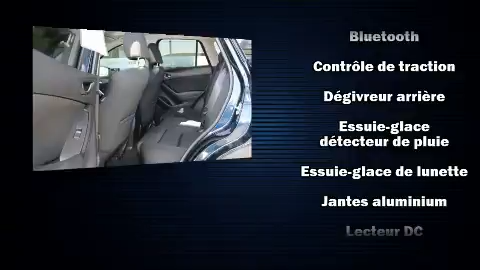 Bluetooth
Contrôle de traction
Dégivreur arrière
Essuie-glace
détecteur de pluie
Essuie-glace de lunette
Jantes aluminium
Lecteur DC